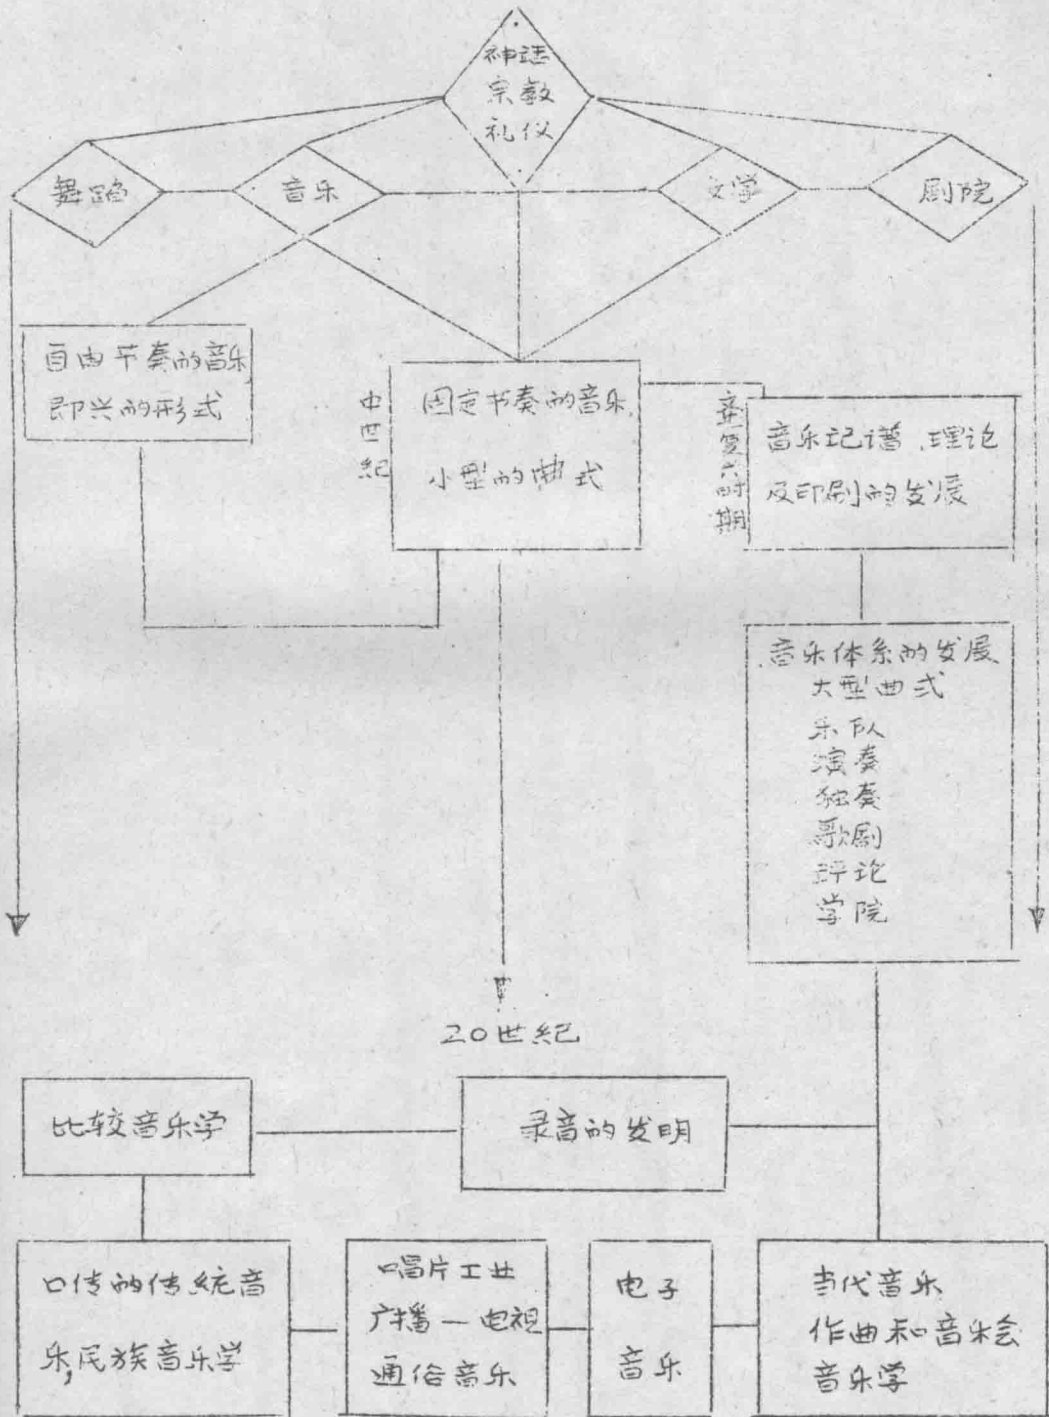 神话
宗教
礼仪
舞蹈
音乐
文学
剧院
自由节奏的音乐
即兴的形式
中世紀
固定节奏的音乐
小型的曲式
文艺复兴时期
音乐记谱、理论
及印刷的发展
音乐体系的发展
大型曲式
乐队
演奏
独奏
歌剧
评论
学院
20世紀
比较音乐学
录音的发明
口传的传統音
乐,民族音乐学
唱片工业
广播—电视
通俗音乐
电子
音乐
当代音乐
作曲和音乐会
音乐学